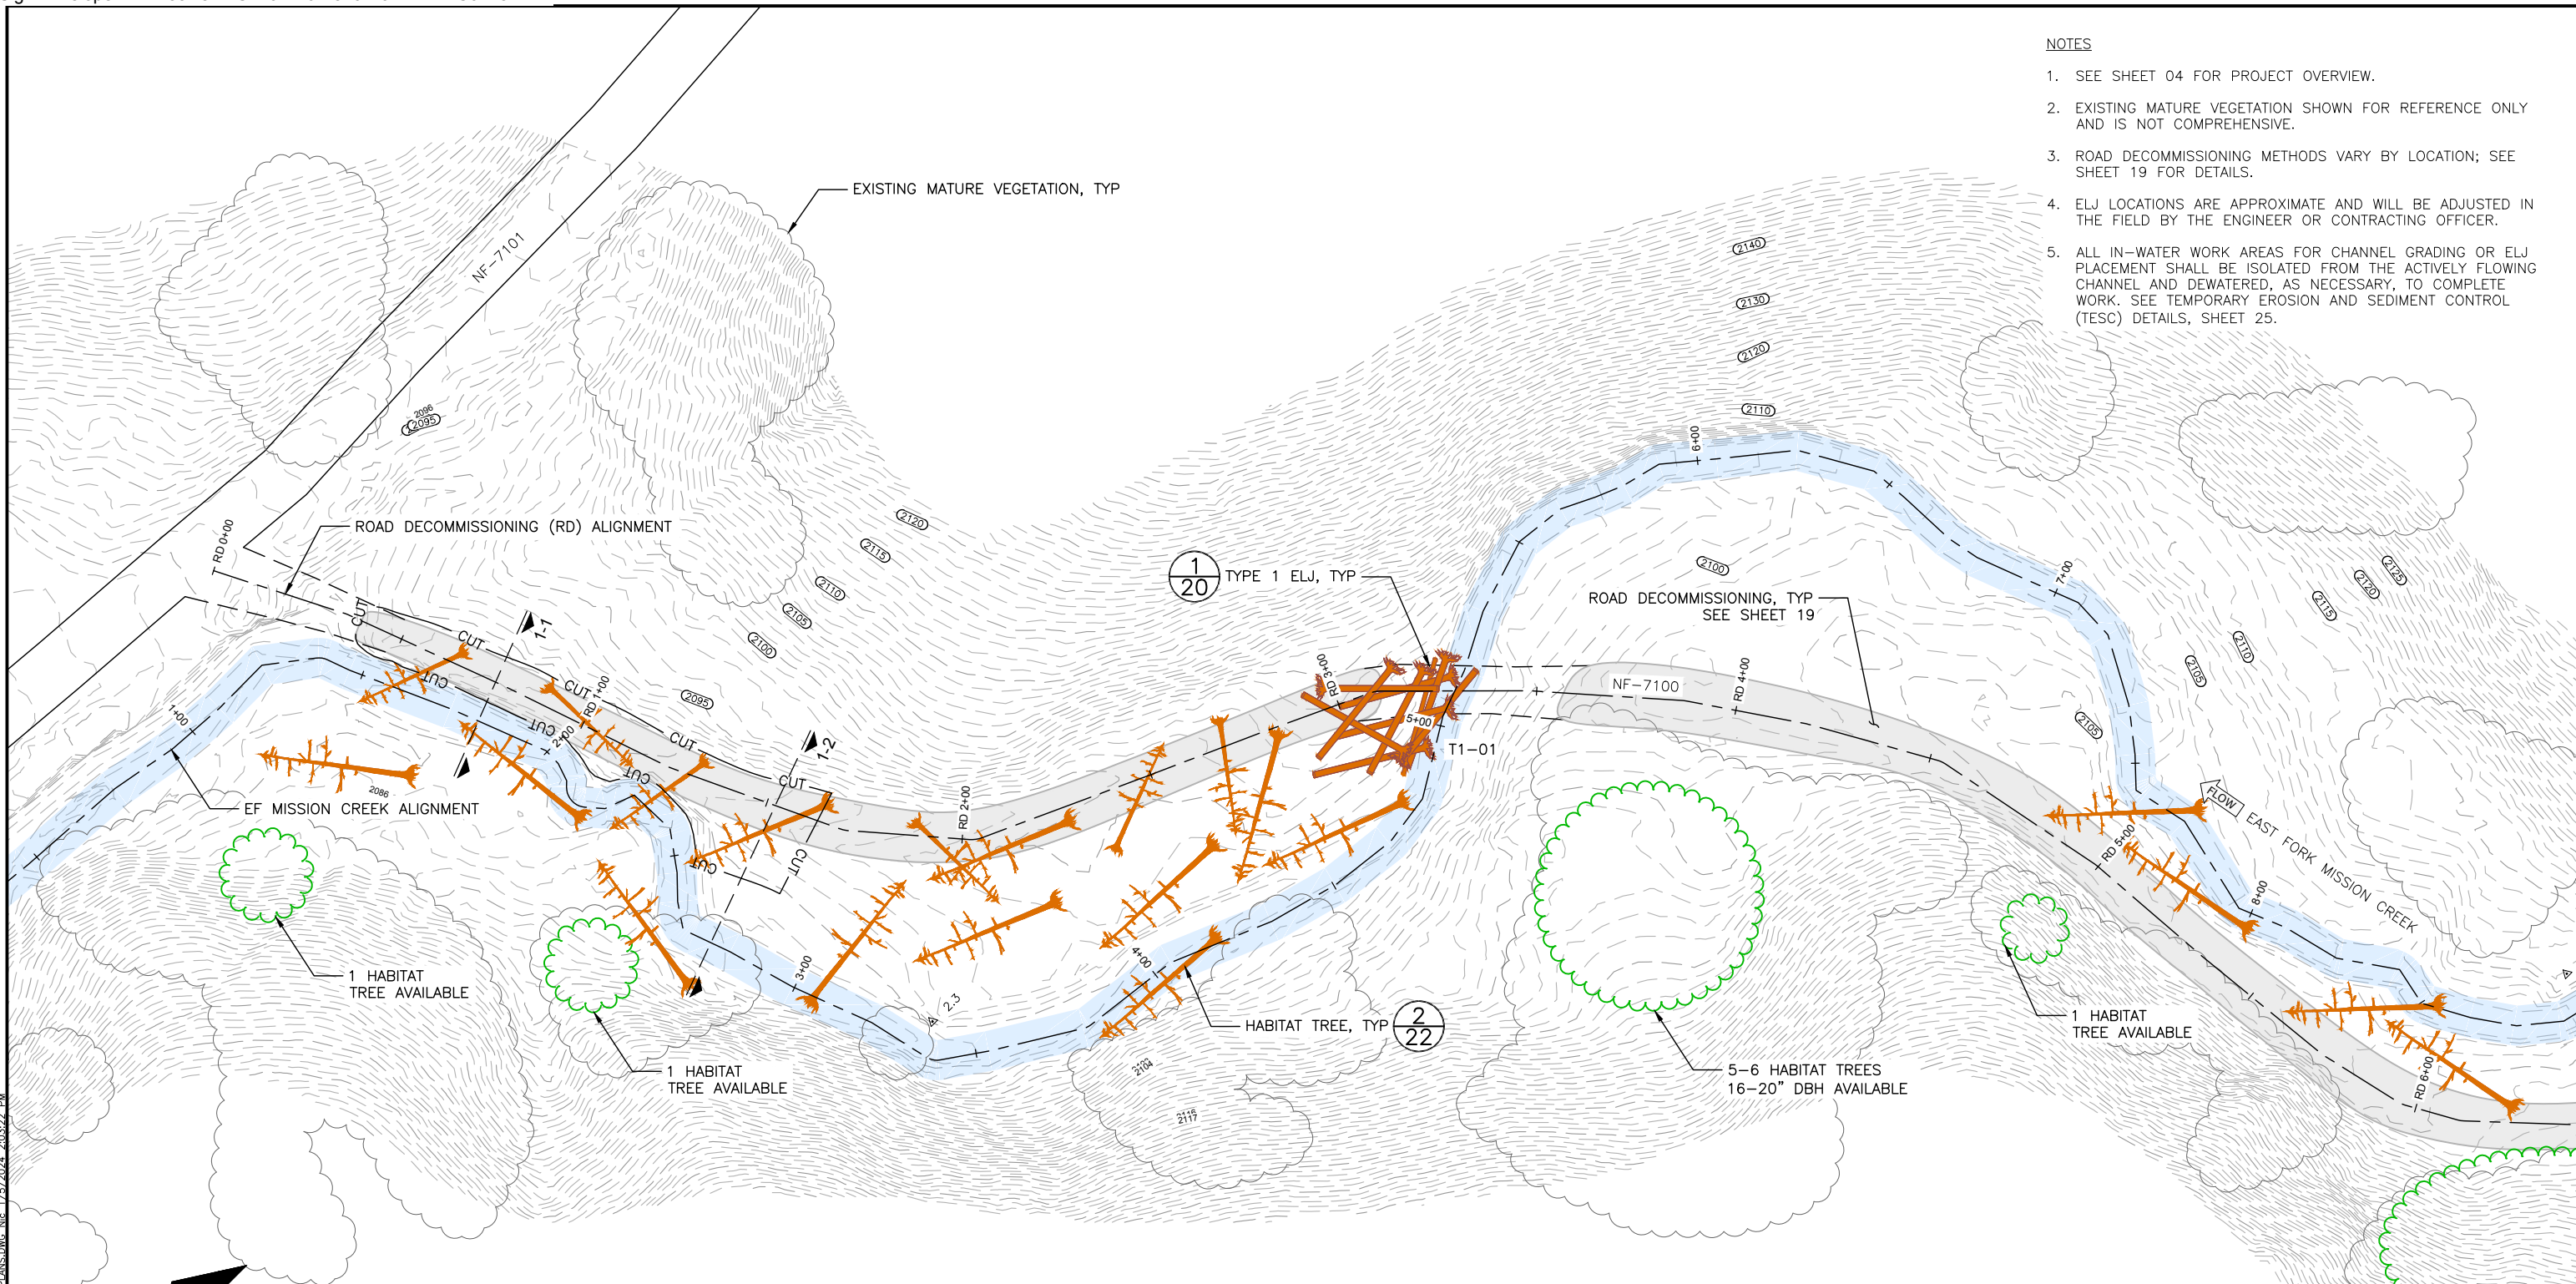 NOTES
1. SEE SHEET 04 FOR PROJECT OVERVIEW.
2. EXISTING MATURE VEGETATION SHOWN FOR REFERENCE ONLY
AND IS NOT COMPREHENSIVE.
3. ROAD DECOMMISSIONING METHODS VARY BY LOCATION; SEE
SHEET 19 FOR DETAILS.
4. ELJ LOCATIONS ARE APPROXIMATE AND WILL BE ADJUSTED IN
THE FIELD BY THE ENGINEER OR CONTRACTING OFFICER.
5. ALL IN-WATER WORK AREAS FOR CHANNEL GRADING OR ELJ
PLACEMENT SHALL BE ISOLATED FROM THE ACTIVELY FLOWING
CHANNEL AND DEWATERED, AS NECESSARY, TO COMPLETE
WORK. SEE TEMPORARY EROSION AND SEDIMENT CONTROL
(TESC) DETAILS, SHEET 25.
EXISTING MATURE VEGETATION, TYP
NF-7101
2140
2130
2120
2110
2096
2095
ROAD DECOMMISSIONING (RD) ALIGNMENT
RD 0+00
2120
2115
2110
2105
2100
2095
6+00
7+00
2100
2125
2120
2115
2110
2105
2105
1
20
TYPE 1 ELJ, TYP
ROAD DECOMMISSIONING, TYP
SEE SHEET 19
CUT
CUT
CUT
CUT
CUT
CUT
CUT
CUT
CUT
CUT
1-1
1-2
RD 1+00
RD 2+00
RD 3+00
RD 4+00
NF-7100
5+00
T1-01
1+00
2+00
EF MISSION CREEK ALIGNMENT
2086
FLOW
EAST FORK MISSION CREEK
RD 5+00
8+00
3+00
4+00
2.3
1 HABITAT
TREE AVAILABLE
1 HABITAT
TREE AVAILABLE
HABITAT TREE, TYP
2
22
2104
2117
5-6 HABITAT TREES
16-20" DBH AVAILABLE
1 HABITAT
TREE AVAILABLE
RD 6+00